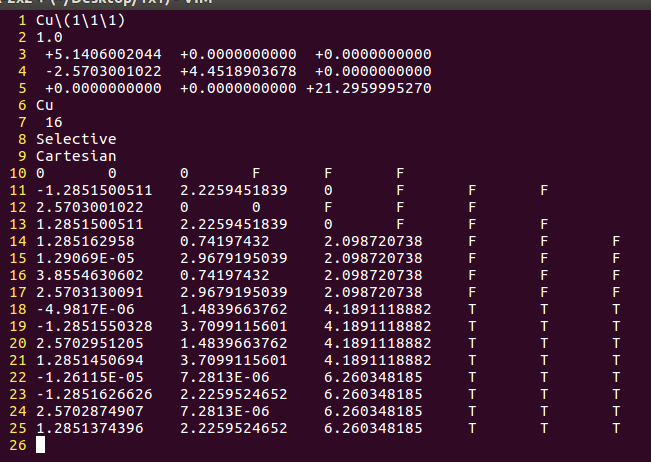 1 Cu\(1\1\1)
2 1.0
3 +5.1406002044 +0.0000000000 +0.0000000000
4 -2.5703001022 +4.4518903678 +0.0000000000
5 +0.0000000000 +0.0000000000 +21.2959995270
6 Cu
7 16
8 Selective
9 Cartesian
10 0 0 0 F F F
11 -1.2851500511 2.2259451839 0 F F F
12 2.5703001022 0 0 F F F
13 1.2851500511 2.2259451839 0 F F F
14 1.285162958 0.74197432 2.098720738 F F F
15 1.29069E-05 2.9679195039 2.098720738 F F F
16 3.8554630602 0.74197432 2.098720738 F F F
17 2.5703130091 2.9679195039 2.098720738 F F F
18 -4.9817E-06 1.4839663762 4.1891118882 T T T
19 -1.2851550328 3.7099115601 4.1891118882 T T T
20 2.5702951205 1.4839663762 4.1891118882 T T T
21 1.2851450694 3.7099115601 4.1891118882 T T T
22 -1.26115E-05 7.2813E-06 6.260348185 T T T
23 -1.2851626626 2.2259524652 6.260348185 T T T
24 2.5702874907 7.2813E-06 6.260348185 T T T
25 1.2851374396 2.2259524652 6.260348185 T T T
26